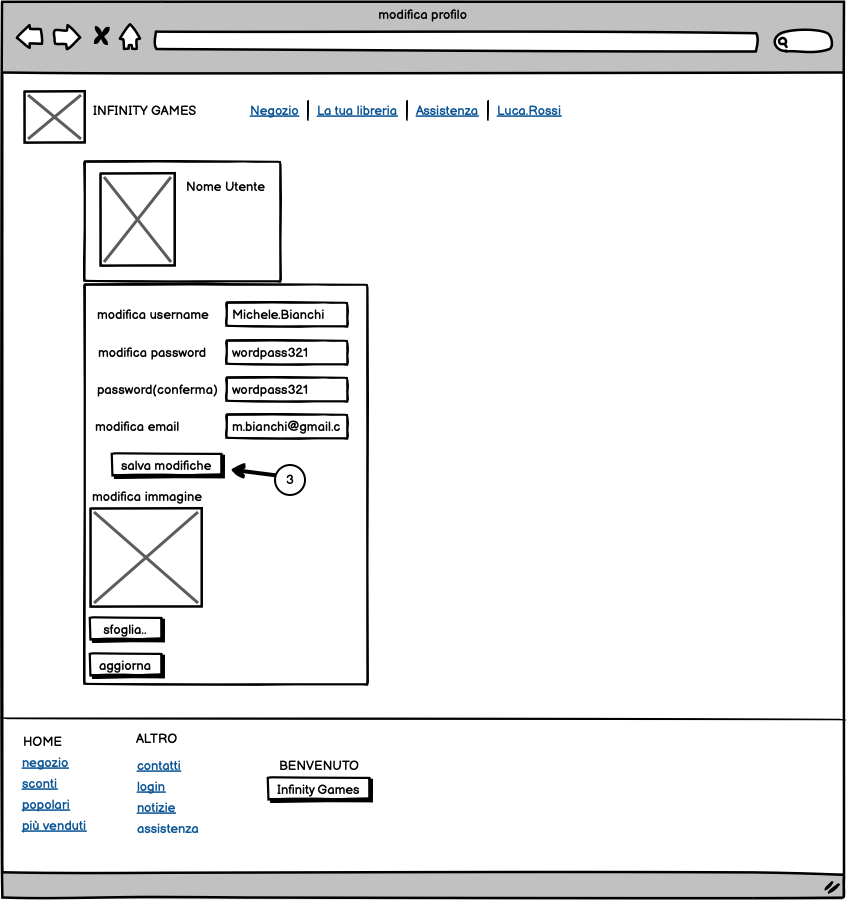 modifica profilo
INFINITY GAMES
Negozio
La tua libreria
Assistenza
Luca.Rossi
Nome Utente
modifica username
Michele.Bianchi
modifica password
wordpass321
password(conferma)
wordpass321
modifica email
m.bianchi@gmail.c
salva modifiche
3
modifica immagine
sfoglia..
aggiorna
HOME
negozio
sconti
popolari
più venduti
ALTRO
contatti
login
notizie
assistenza
BENVENUTO
Infinity Games